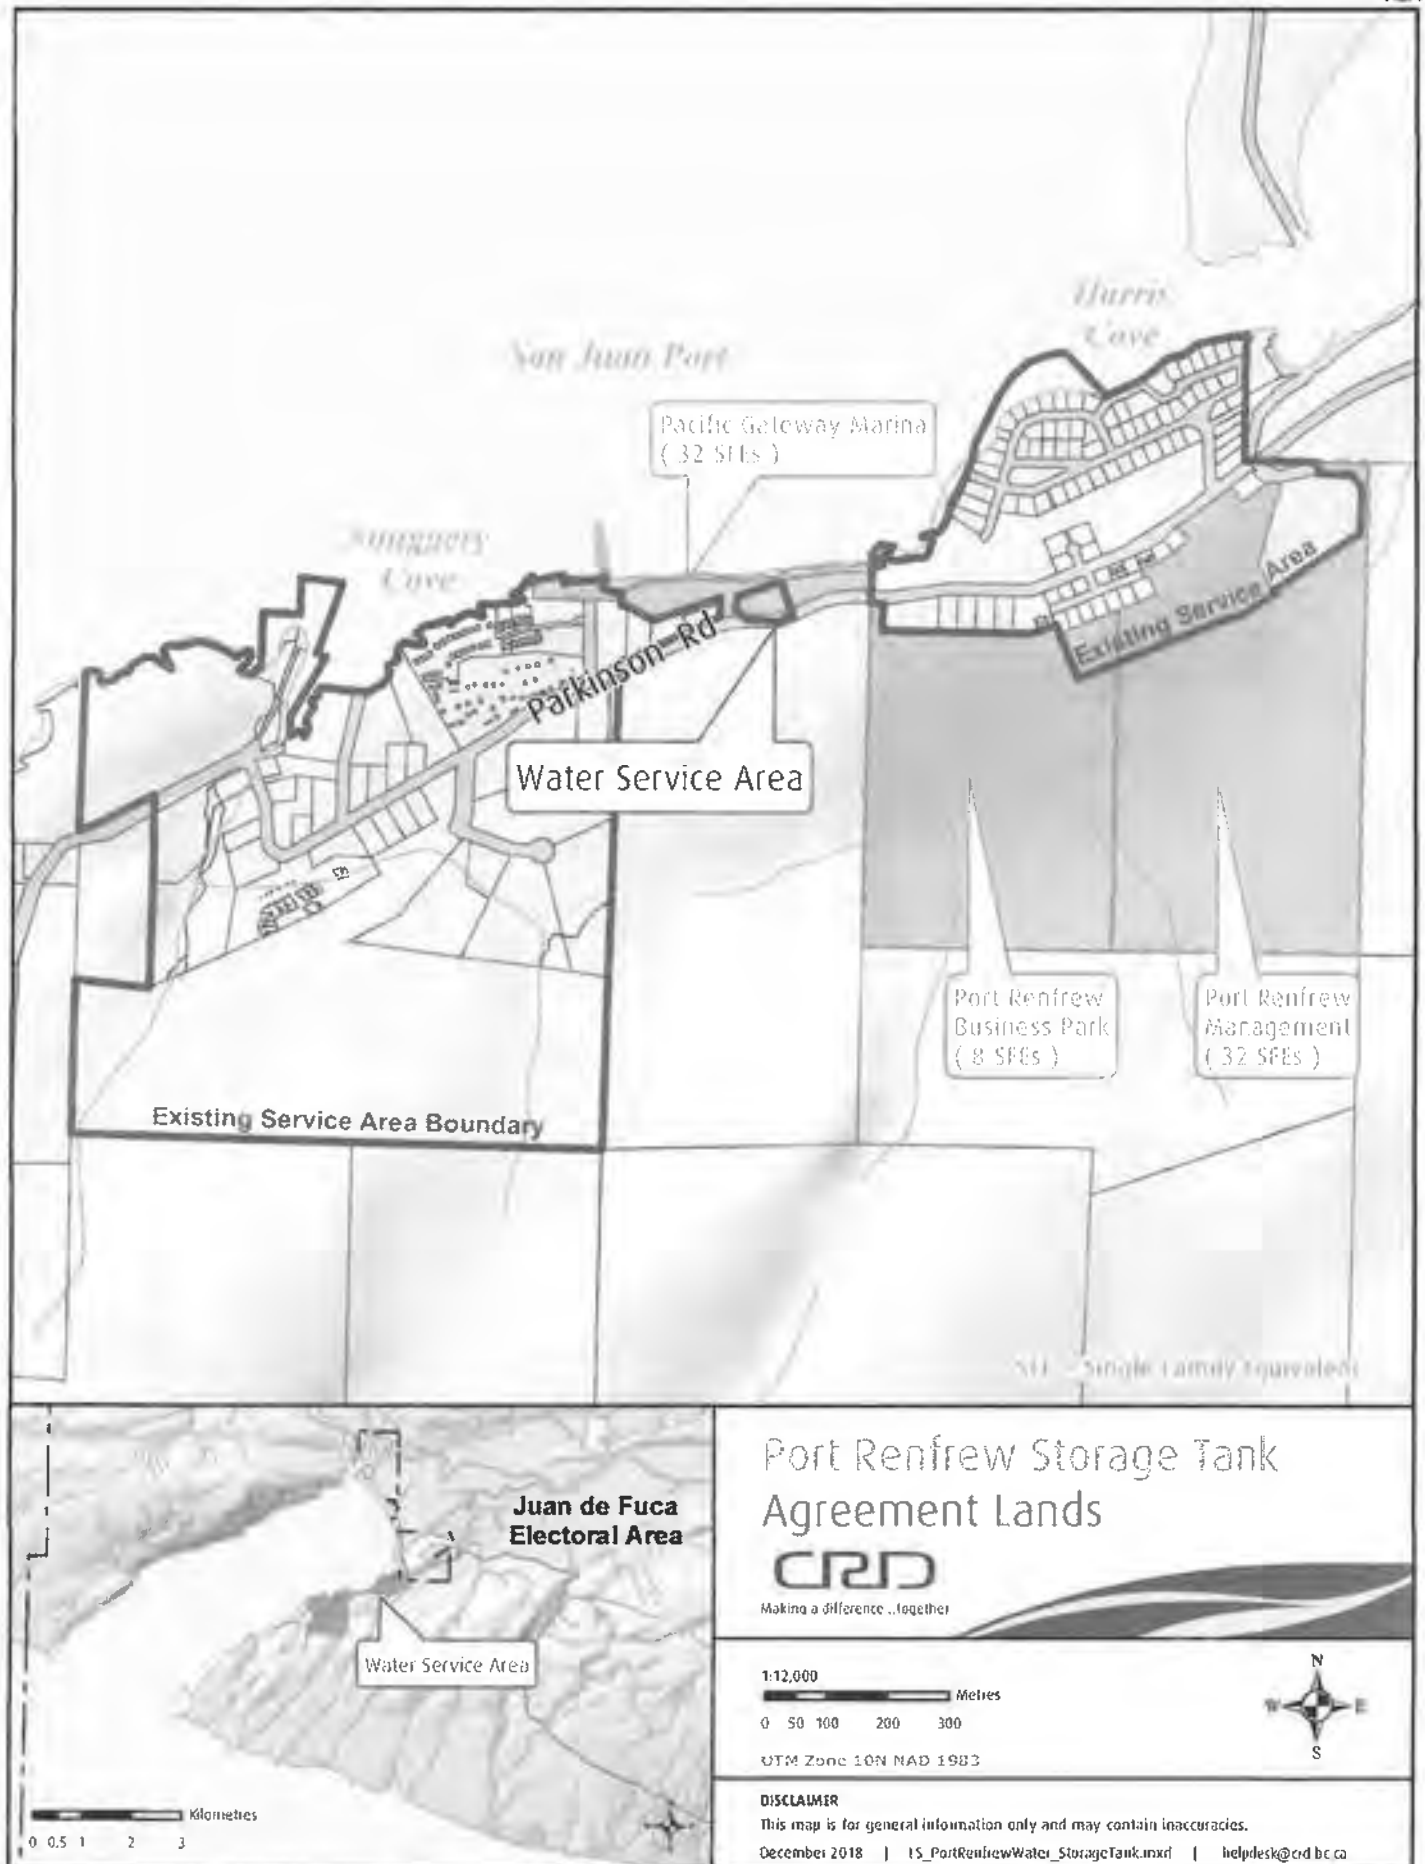 Harris
Cove
San Juan Port
Pacific Gateway Marina
( 32 SFEs )
Smuggers
Cove
Existing Service Area
Parkinson Rd
Water Service Area
Port Renfrew
Business Park
( 8 SFEs )
Port Renfrew
Management
( 32 SFEs )
Existing Service Area Boundary
SFE - Single Family Equivalent
Juan de Fuca
Electoral Area
Water Service Area
Kilometres
0 0.5 1 2 3
Port Renfrew Storage Tank
Agreement Lands
CRD
Making a difference...together
1:12,000
Metres
0 50 100 200 300
UTM Zone 10N NAD 1983
N
W E
S
DISCLAIMER
This map is for general information only and may contain inaccuracies.
December 2018 | LS_PortRenfrewWater_StorageTank.mxd | helpdesk@crd.bc.ca